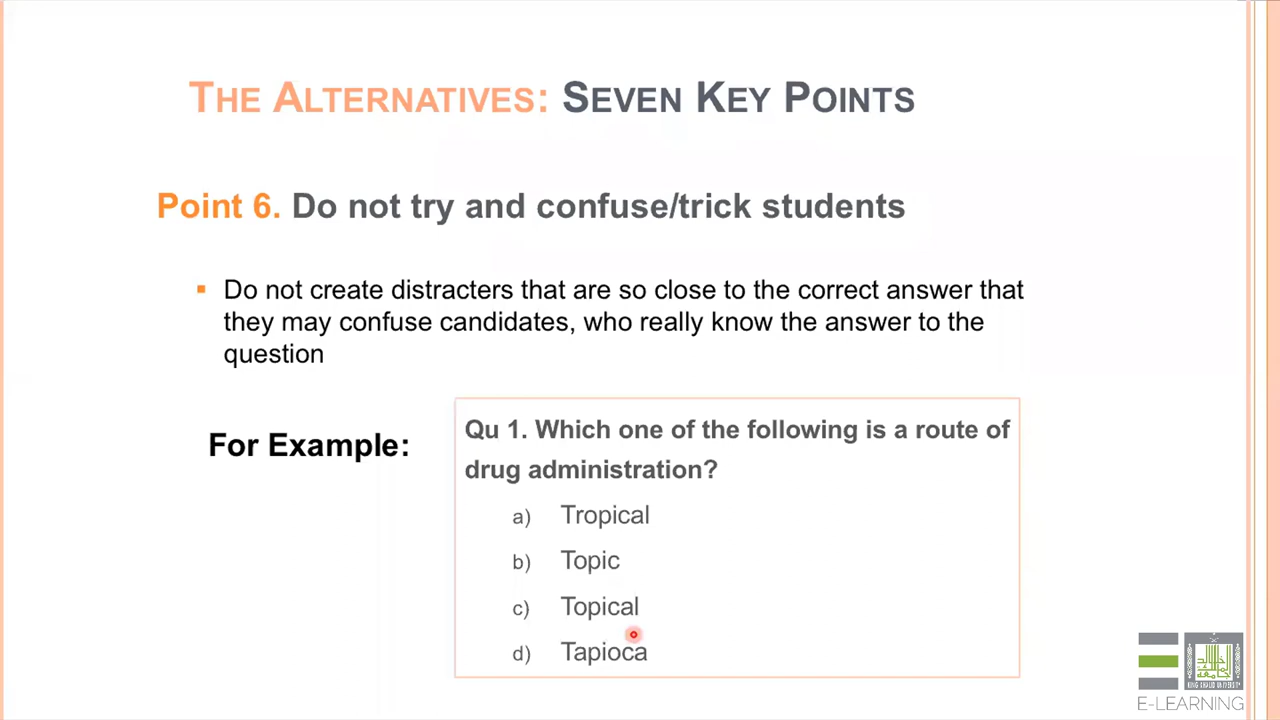 THE ALTERNATIVES: SEVEN KEY POINTS
Point 6. Do not try and confuse/trick students
Do not create distracters that are so close to the correct answer that
they may confuse candidates, who really know the answer to the
question
For Example:
Qu 1. Which one of the following is a route of
drug administration?
a) Tropical
b) Topic
c) Topical
d) Tapioca
KING KHALID UNIVERSITY
E-LEARNING